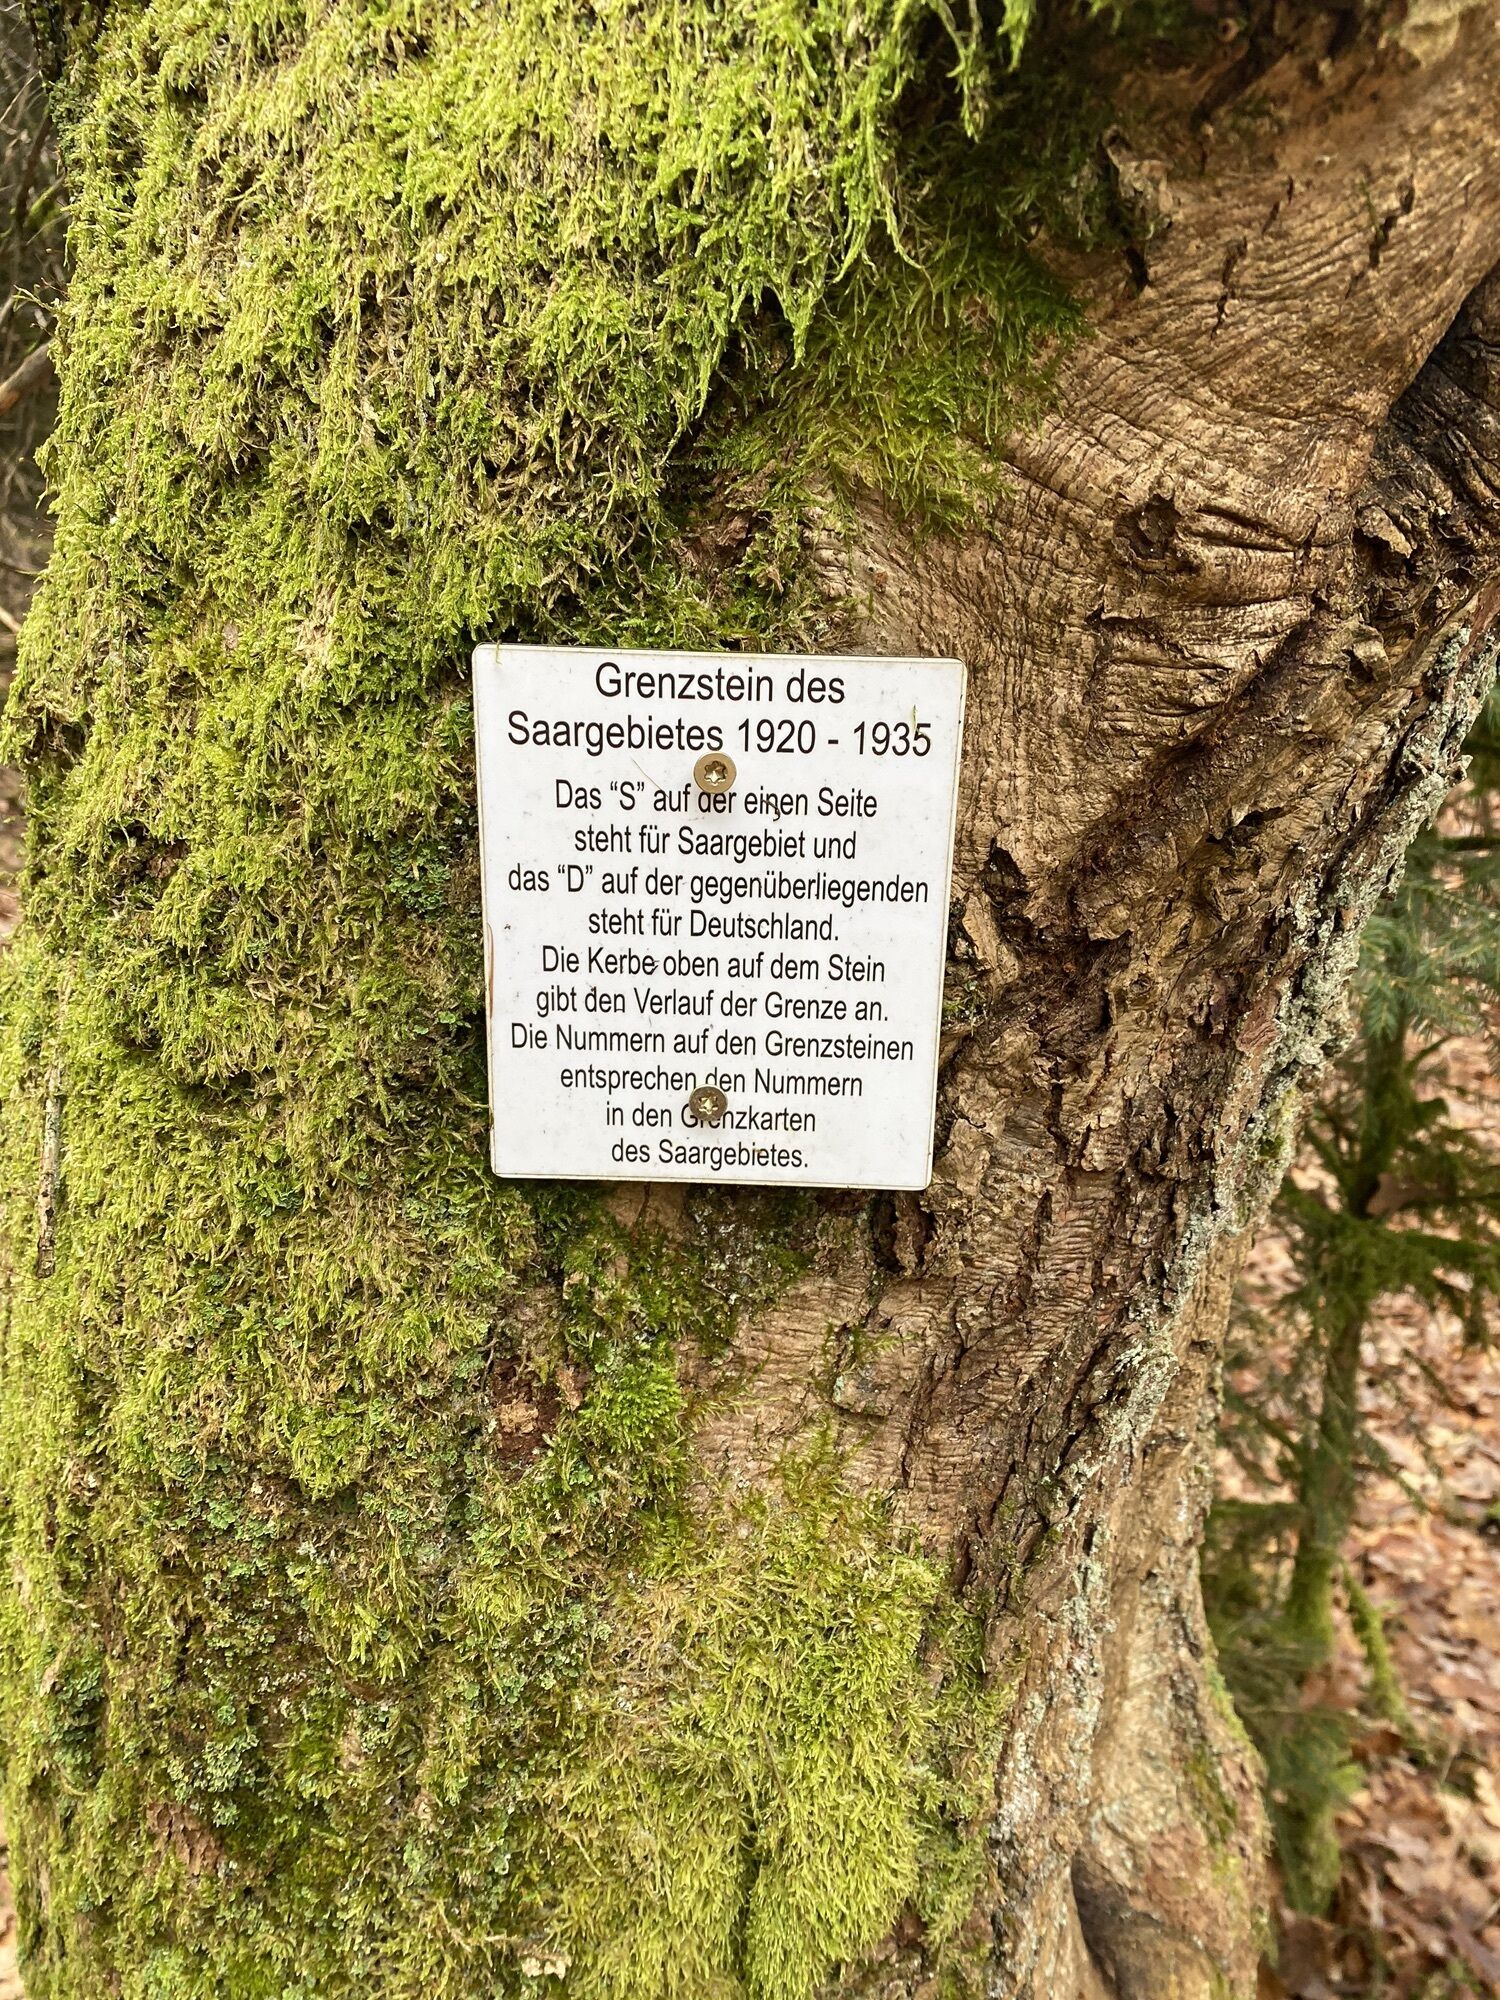 Grenzstein des
Saargebietes 1920 - 1935
Das “S” auf der einen Seite
steht für Saargebiet und
das “D” auf der gegenüberliegenden
steht für Deutschland.
Die Kerbe oben auf dem Stein
gibt den Verlauf der Grenze an.
Die Nummern auf den Grenzsteinen
entsprechen den Nummern
in den Grenzkarten
des Saargebietes.